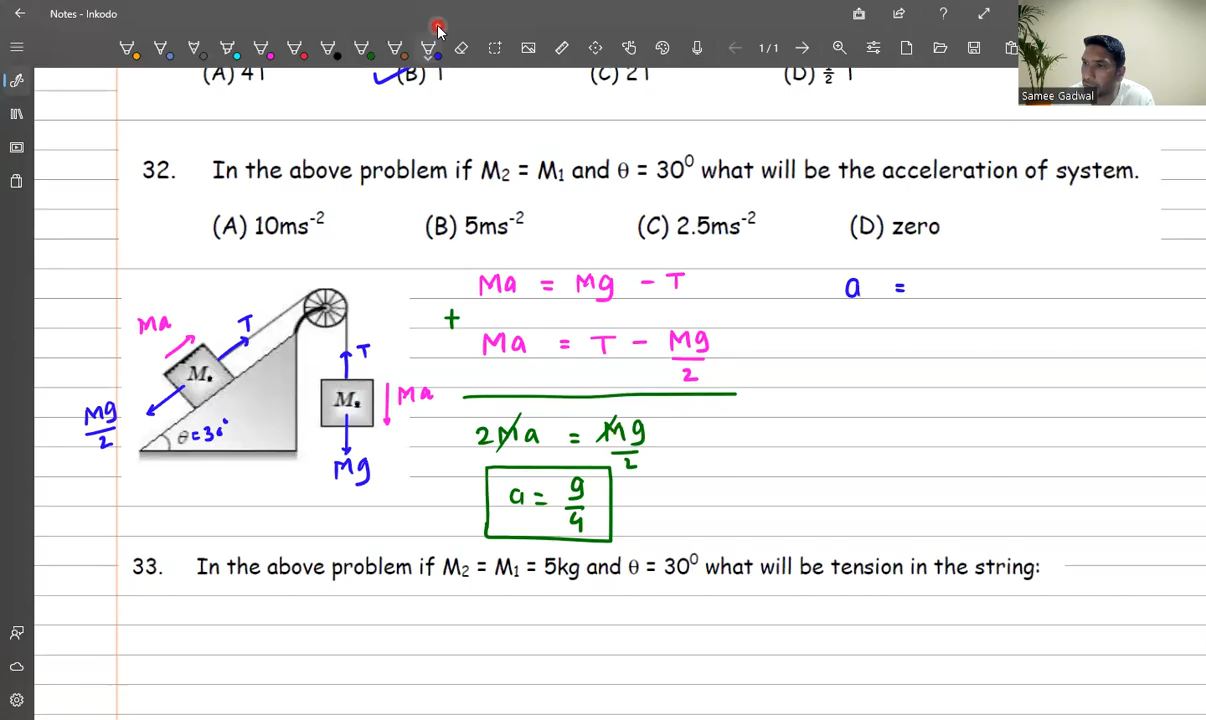 Notes - Inkodo
1 / 1
Samee Gadwal
(A) 4T (B) T (C) 2T (D) 1/2 T
32. In the above problem if M₂ = M₁ and θ = 30⁰ what will be the acceleration of system.
(A) 10ms⁻² (B) 5ms⁻² (C) 2.5ms⁻² (D) zero
Ma = Mg - T
a =
+
Ma = T - Mg/2
2Ma = Mg/2
a = g/4
Ma
T
M
Mg/2
θ=30°
T
M
Ma
Mg
33. In the above problem if M₂ = M₁ = 5kg and θ = 30⁰ what will be tension in the string: